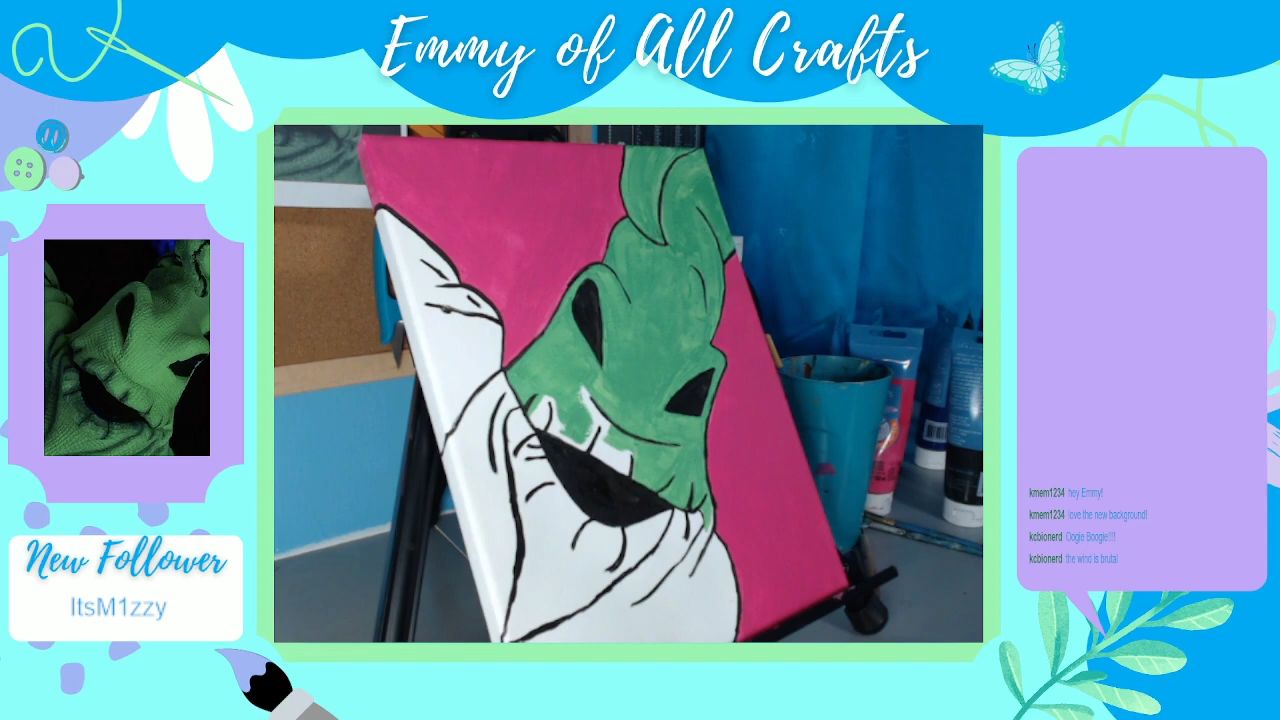 Emmy of All Crafts
New Follower
ItsM1zzy
kmem1234 hey Emmy!
kmem1234 love the new background!
kcbionerd Oogie Boogie!!!!
kcbionerd the wind is brutal